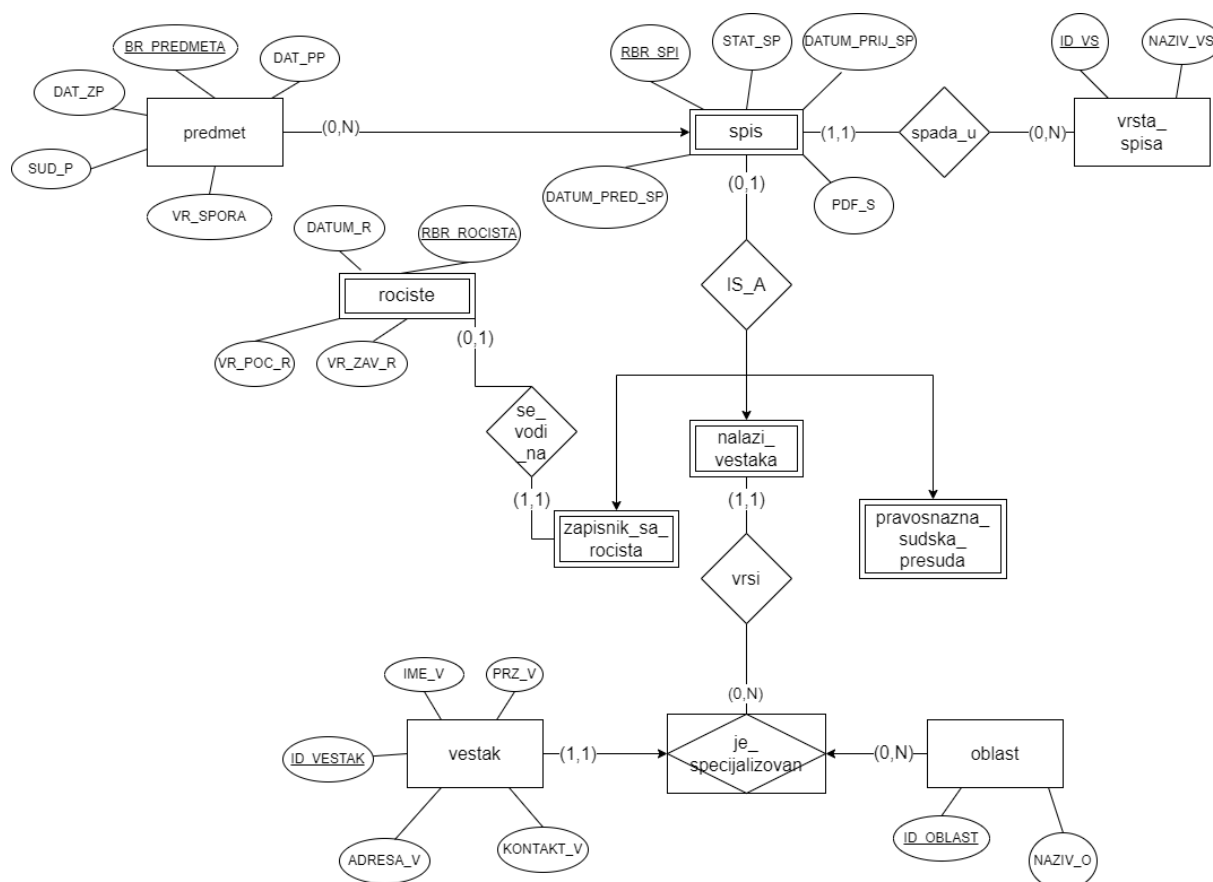 BR_PREDMETA
DAT_PP
DAT_ZP
predmet
SUD_P
VR_SPORA
(0,N)
RBR_SPI
STAT_SP
DATUM_PRIJ_SP
spis
DATUM_PRED_SP
PDF_S
(1,1)
spada_u
(0,N)
ID_VS
NAZIV_VS
vrsta_
spisa
(0,1)
IS_A
DATUM_R
RBR_ROCISTA
rociste
VR_POC_R
VR_ZAV_R
(0,1)
se_
vodi
_na
(1,1)
zapisnik_sa_
rocista
nalazi_
vestaka
(1,1)
pravosnazna_
sudska_
presuda
vrsi
(0,N)
IME_V
PRZ_V
ID_VESTAK
vestak
ADRESA_V
KONTAKT_V
(1,1)
je_
specijalizovan
(0,N)
oblast
ID_OBLAST
NAZIV_O